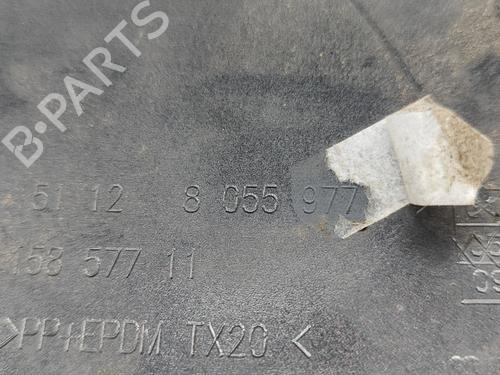 B-PARTS
51 12 8 055 977
158 577 11
>PP+EPDM TX20<